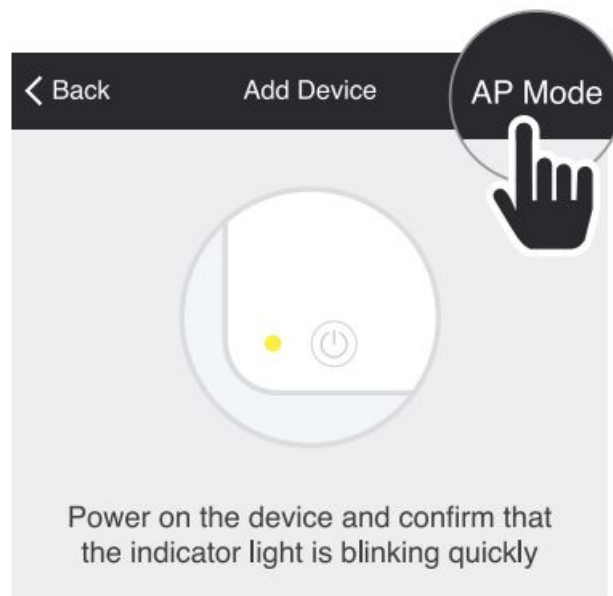 Back
Add Device
AP Mode
Power on the device and confirm that
the indicator light is blinking quickly